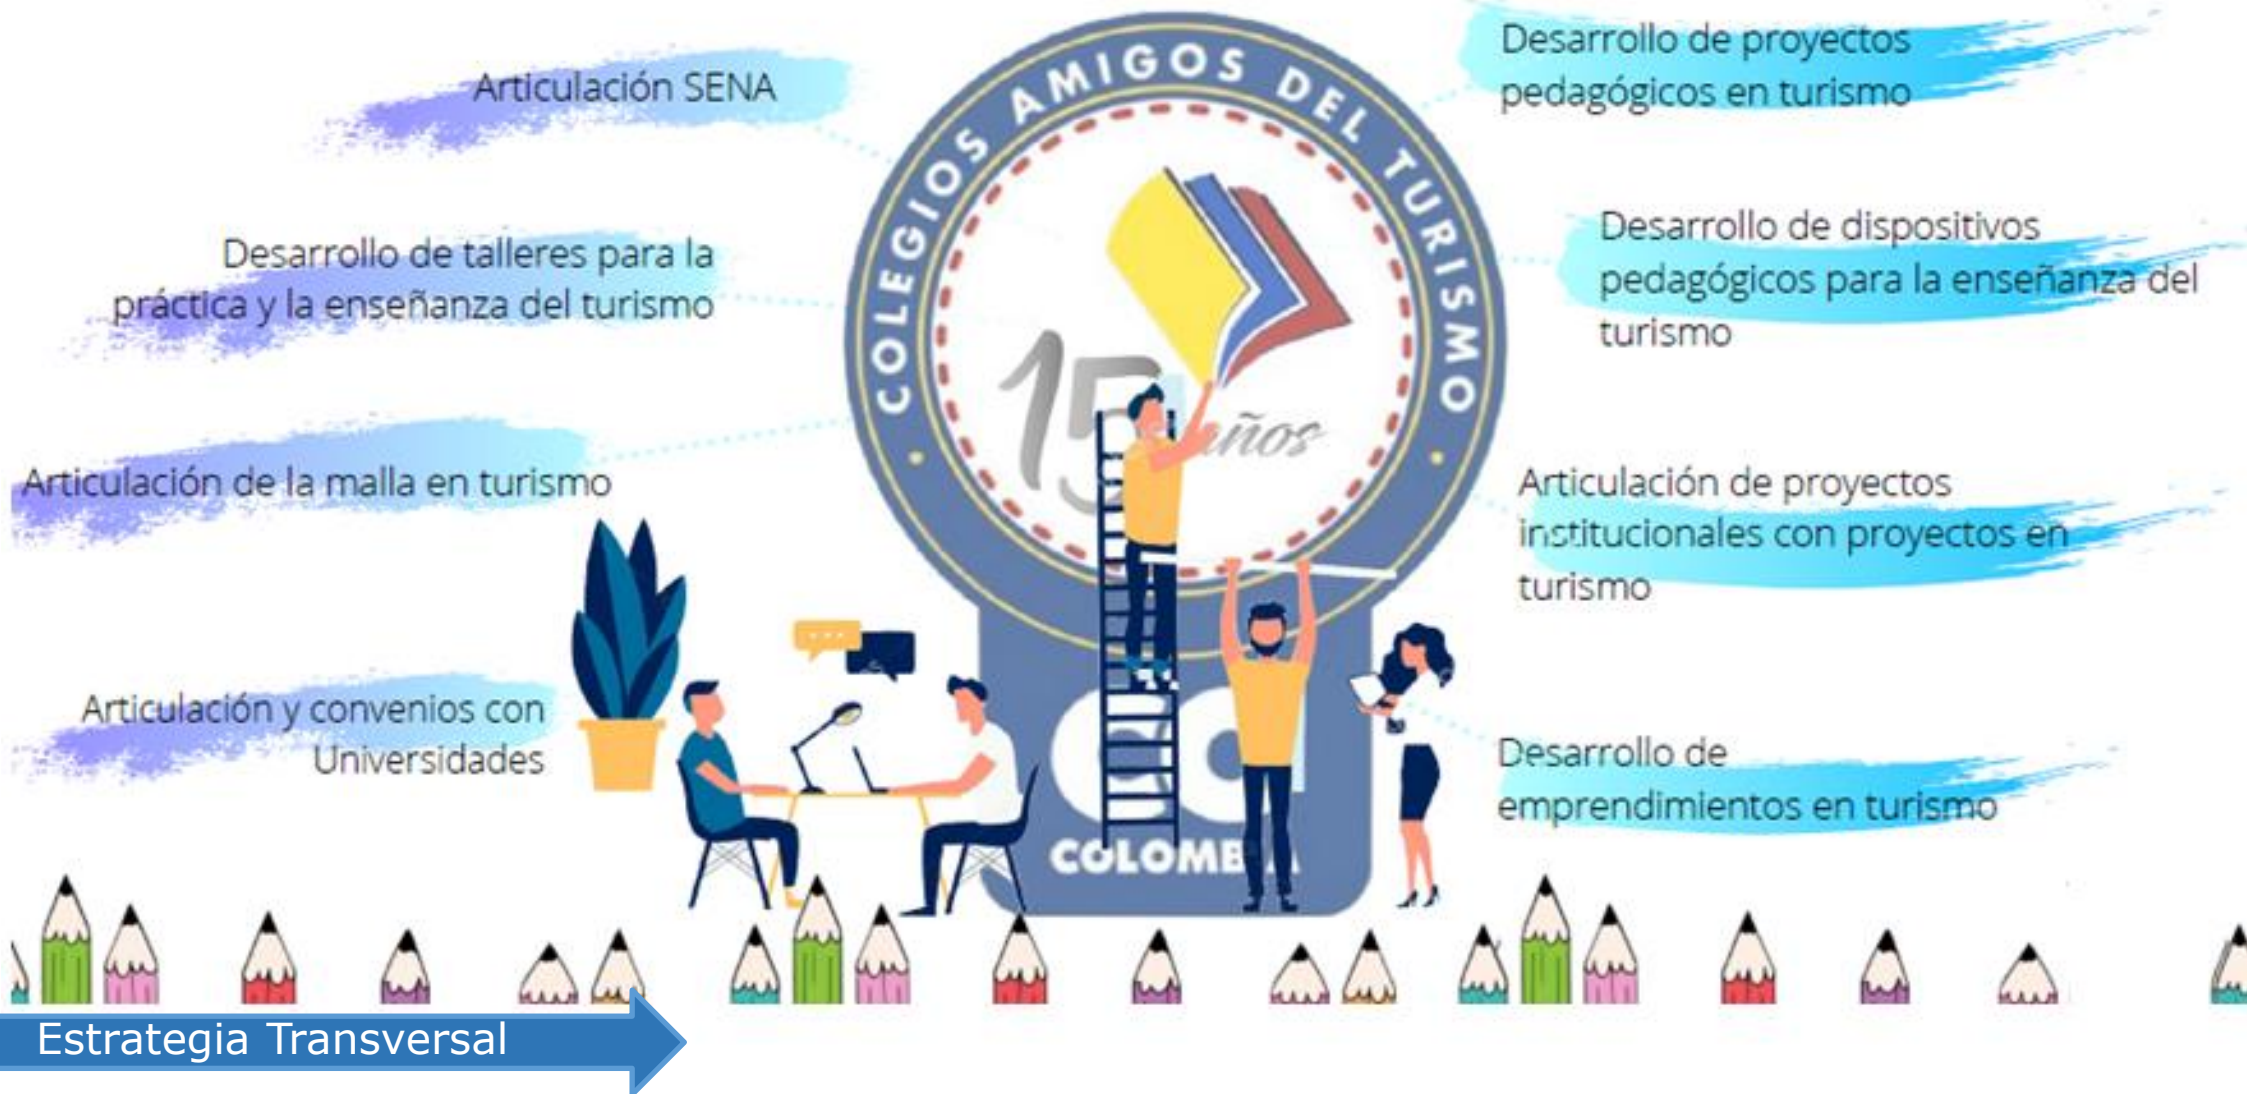 Articulación SENA
Desarrollo de talleres para la
práctica y la enseñanza del turismo
Articulación de la malla en turismo
Articulación y convenios con
Universidades
COLEGIOS AMIGOS DEL TURISMO
15 años
COLOMBIA
Desarrollo de proyectos
pedagógicos en turismo
Desarrollo de dispositivos
pedagógicos para la enseñanza del
turismo
Articulación de proyectos
institucionales con proyectos en
turismo
Desarrollo de
emprendimientos en turismo
Estrategia Transversal